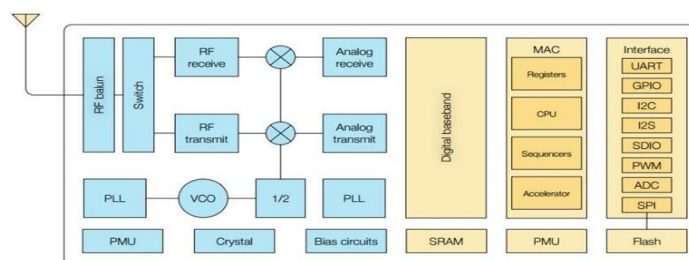 RF balun
Switch
RF
receive
Analog
receive
RF
transmit
Analog
transmit
PLL
VCO
1/2
PLL
PMU
Crystal
Bias circuits
Digital baseband
SRAM
MAC
Registers
CPU
Sequencers
Accelerator
PMU
Interface
UART
GPIO
I2C
I2S
SDIO
PWM
ADC
SPI
Flash